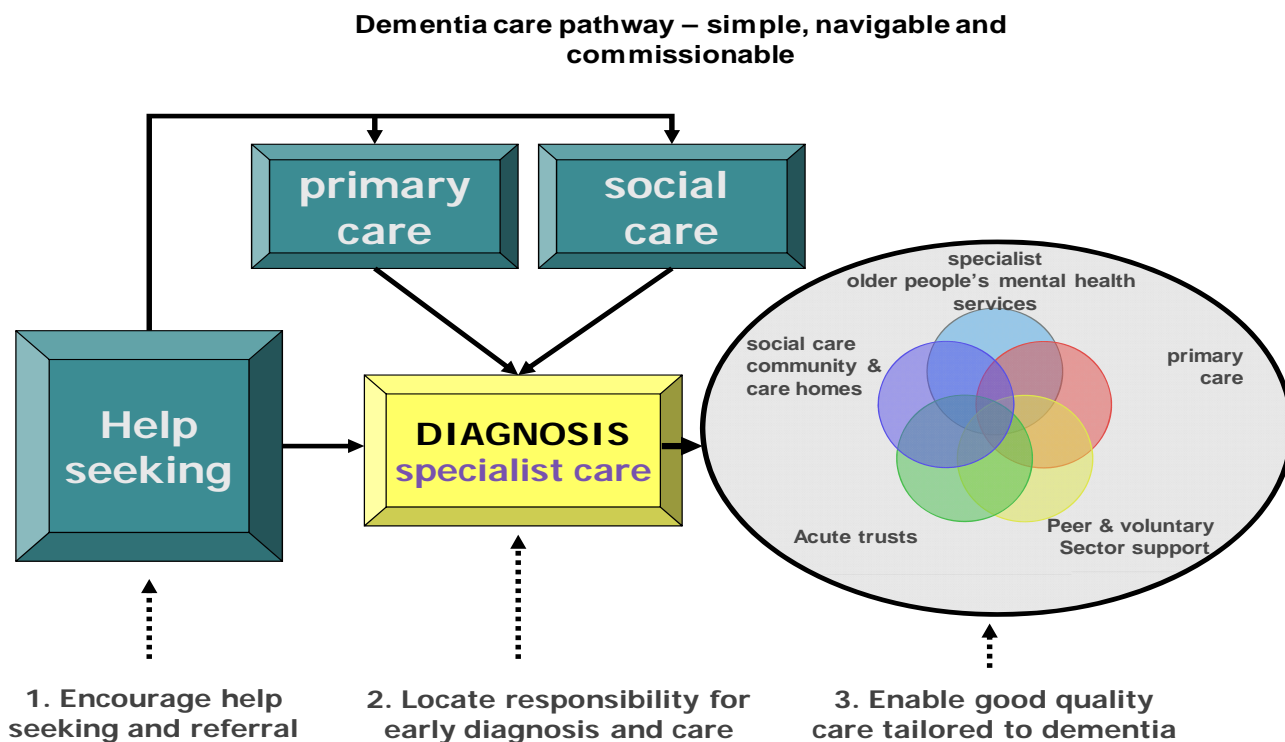 Dementia care pathway – simple, navigable and
commissionable
primary
care
social
care
Help
seeking
DIAGNOSIS
specialist care
specialist
older people's mental health
services
social care
community &
care homes
primary
care
Acute trusts
Peer & voluntary
Sector support
1. Encourage help
seeking and referral
2. Locate responsibility for
early diagnosis and care
3. Enable good quality
care tailored to dementia